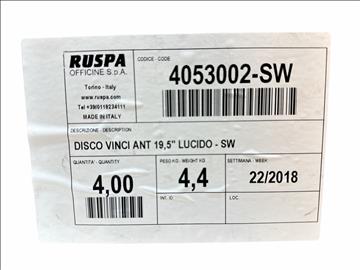 RUSPA
OFFICINE S.p.A.
Torino - Italy
www.ruspa.com
Tel +39/0119234111
MADE IN ITALY
CODICE - CODE
4053002-SW
DESCRIZIONE - DESCRIPTION
DISCO VINCI ANT 19,5" LUCIDO - SW
QUANTITA' - QUANTITY
4,00
PESO KG - WEIGHT KG
4,4
SETTIMANA - WEEK
22/2018
INT. ID
LOC.